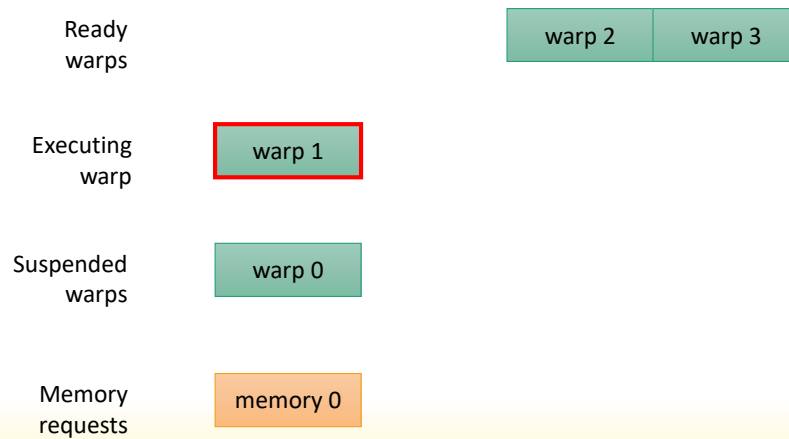 Ready
warps
warp 2
warp 3
Executing
warp
warp 1
Suspended
warps
warp 0
Memory
requests
memory 0